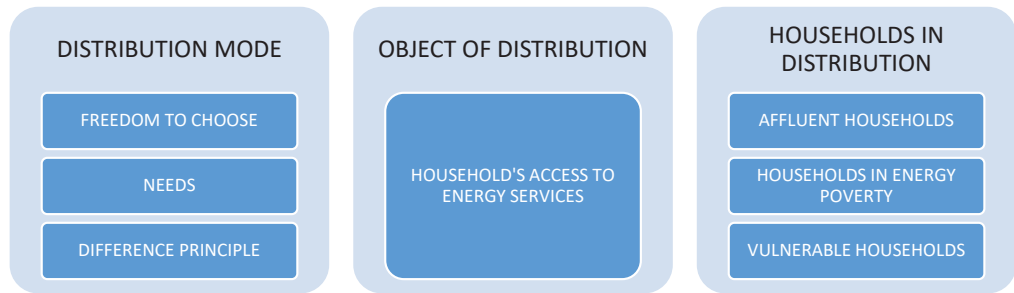 DISTRIBUTION MODE
FREEDOM TO CHOOSE
NEEDS
DIFFERENCE PRINCIPLE
OBJECT OF DISTRIBUTION
HOUSEHOLD'S ACCESS TO
ENERGY SERVICES
HOUSEHOLDS IN
DISTRIBUTION
AFFLUENT HOUSEHOLDS
HOUSEHOLDS IN ENERGY
POVERTY
VULNERABLE HOUSEHOLDS